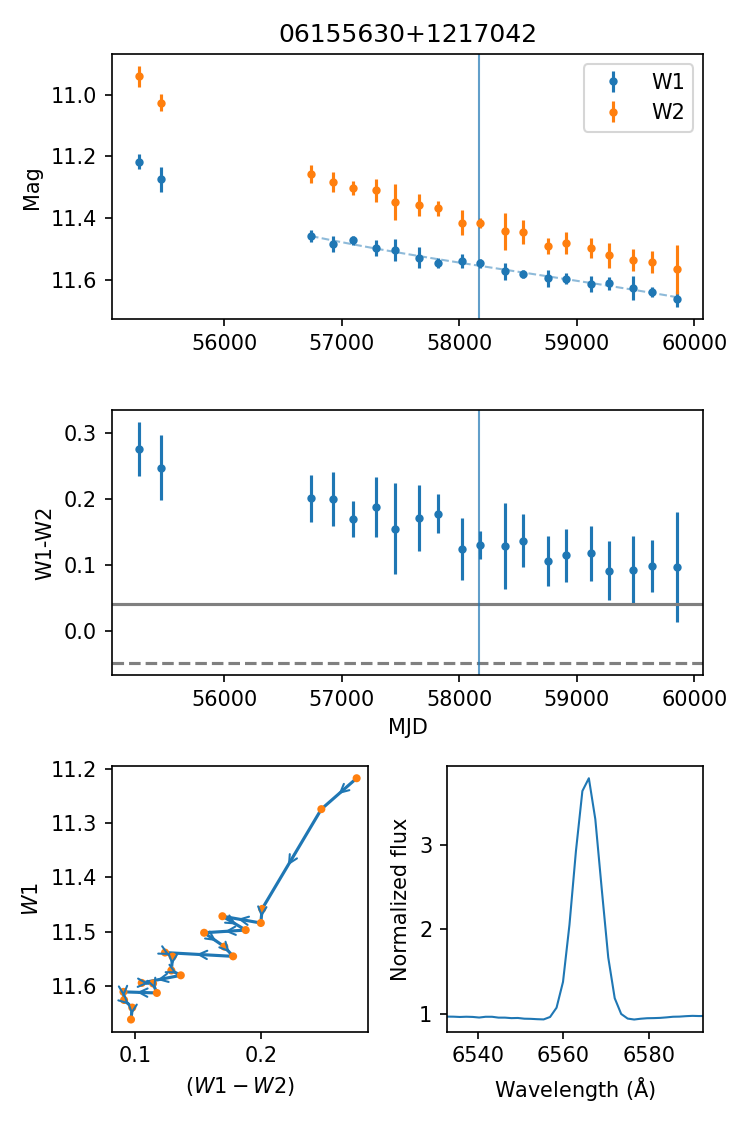 06155630+1217042
W1
W2
Mag
11.0
11.2
11.4
11.6
56000 57000 58000 59000 60000
W1-W2
0.3
0.2
0.1
0.0
56000 57000 58000 59000 60000
MJD
W1
11.2
11.3
11.4
11.5
11.6
0.1 0.2
(W1 − W2)
Normalized flux
3
2
1
6540 6560 6580
Wavelength (Å)